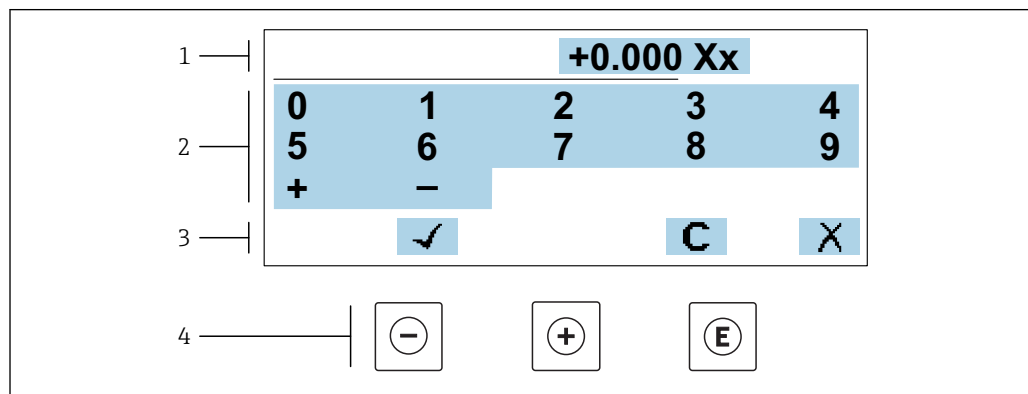 1 +0.000 Xx
0 1 2 3 4
2 5 6 7 8 9
+ −
3 ✓ C X
4 − + E